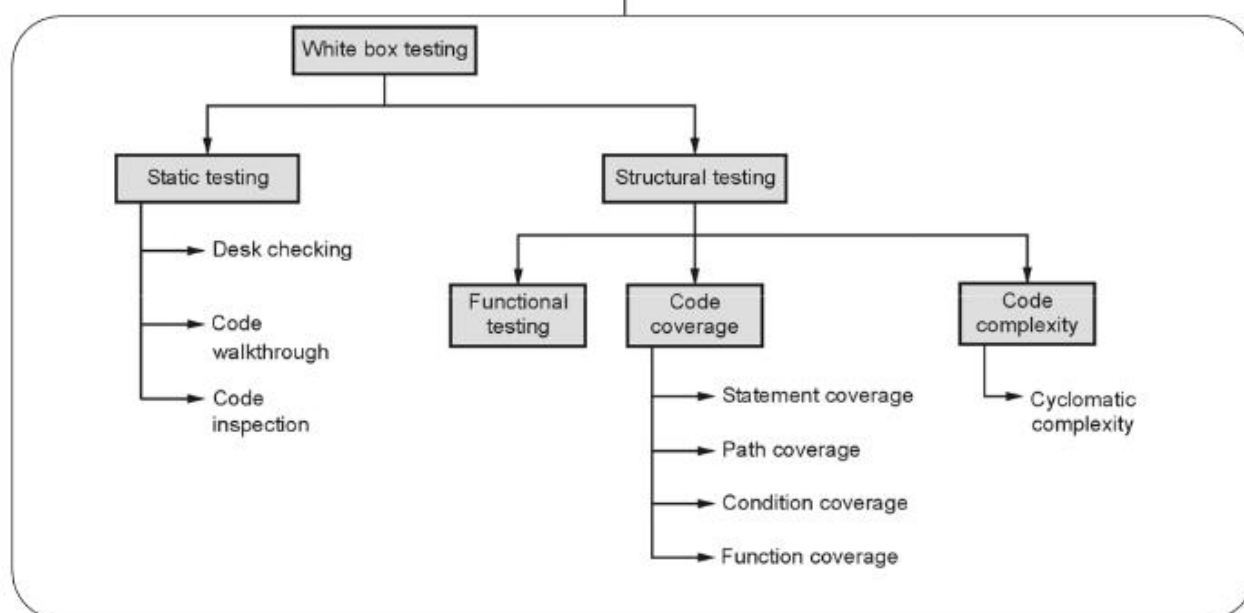 White box testing
Static testing
Structural testing
Desk checking
Code
walkthrough
Code
inspection
Functional
testing
Code
coverage
Code
complexity
Statement coverage
Path coverage
Condition coverage
Function coverage
Cyclomatic
complexity